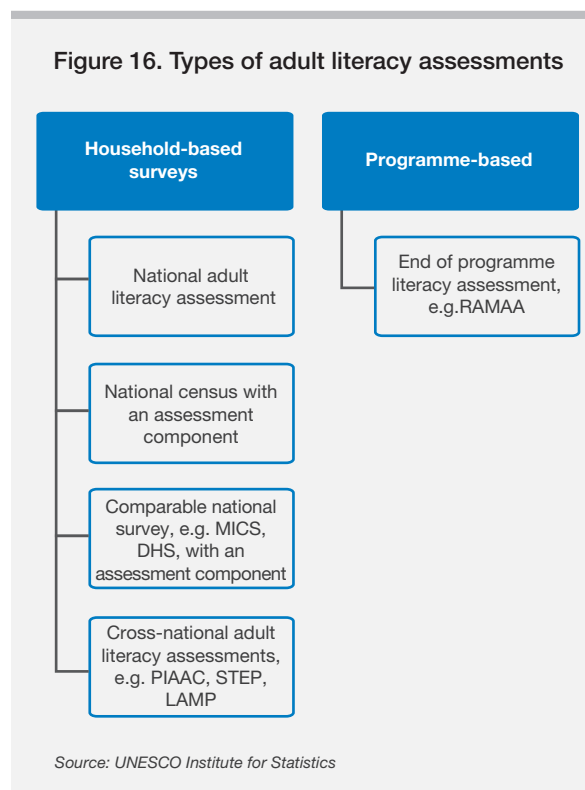 Figure 16. Types of adult literacy assessments
Household-based
surveys
National adult
literacy assessment
National census with
an assessment
component
Comparable national
survey, e.g. MICS,
DHS, with an
assessment component
Cross-national adult
literacy assessments,
e.g. PIAAC, STEP,
LAMP
Programme-based
End of programme
literacy assessment,
e.g.RAMAA
Source: UNESCO Institute for Statistics